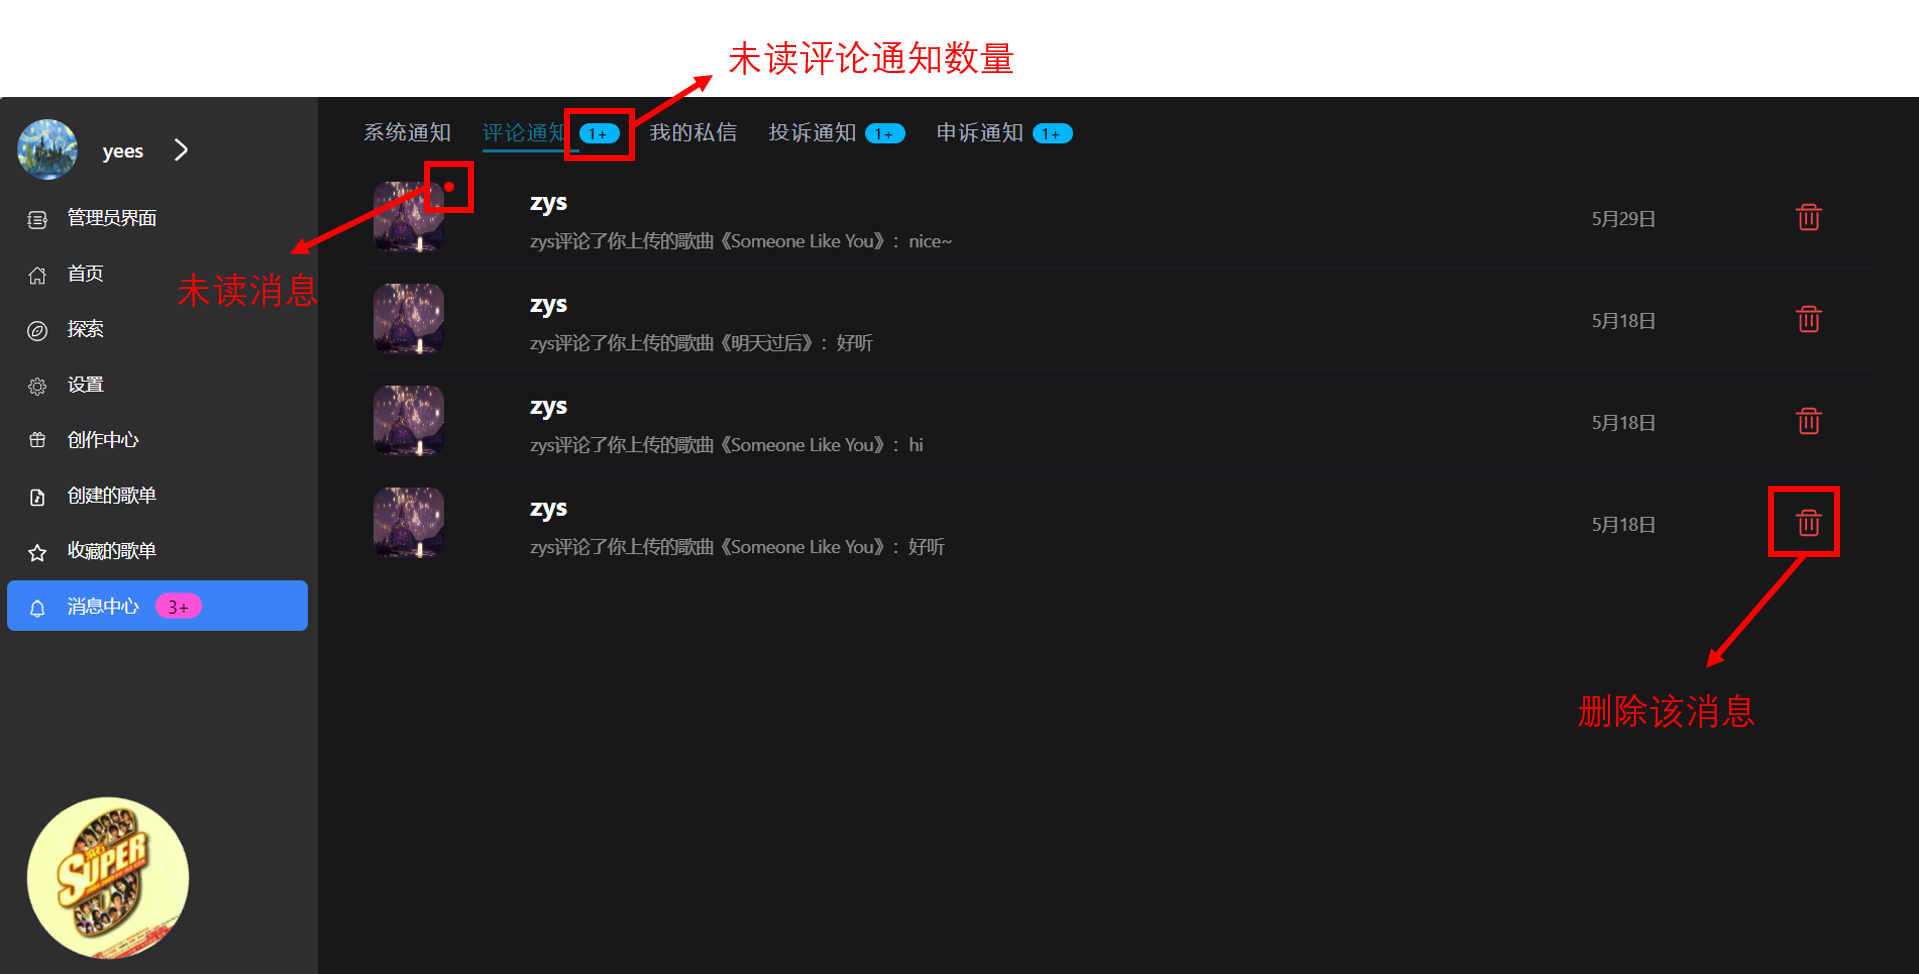 未读评论通知数量
yees
系统通知 评论通知 1+ 我的私信 投诉通知 1+ 申诉通知 1+
管理员界面
首页
探索
设置
创作中心
创建的歌单
收藏的歌单
消息中心 3+
未读消息
zys
zys评论了你上传的歌曲《Someone Like You》：nice~
5月29日
zys
zys评论了你上传的歌曲《明天过后》：好听
5月18日
zys
zys评论了你上传的歌曲《Someone Like You》：hi
5月18日
zys
zys评论了你上传的歌曲《Someone Like You》：好听
5月18日
删除该消息
SUPER